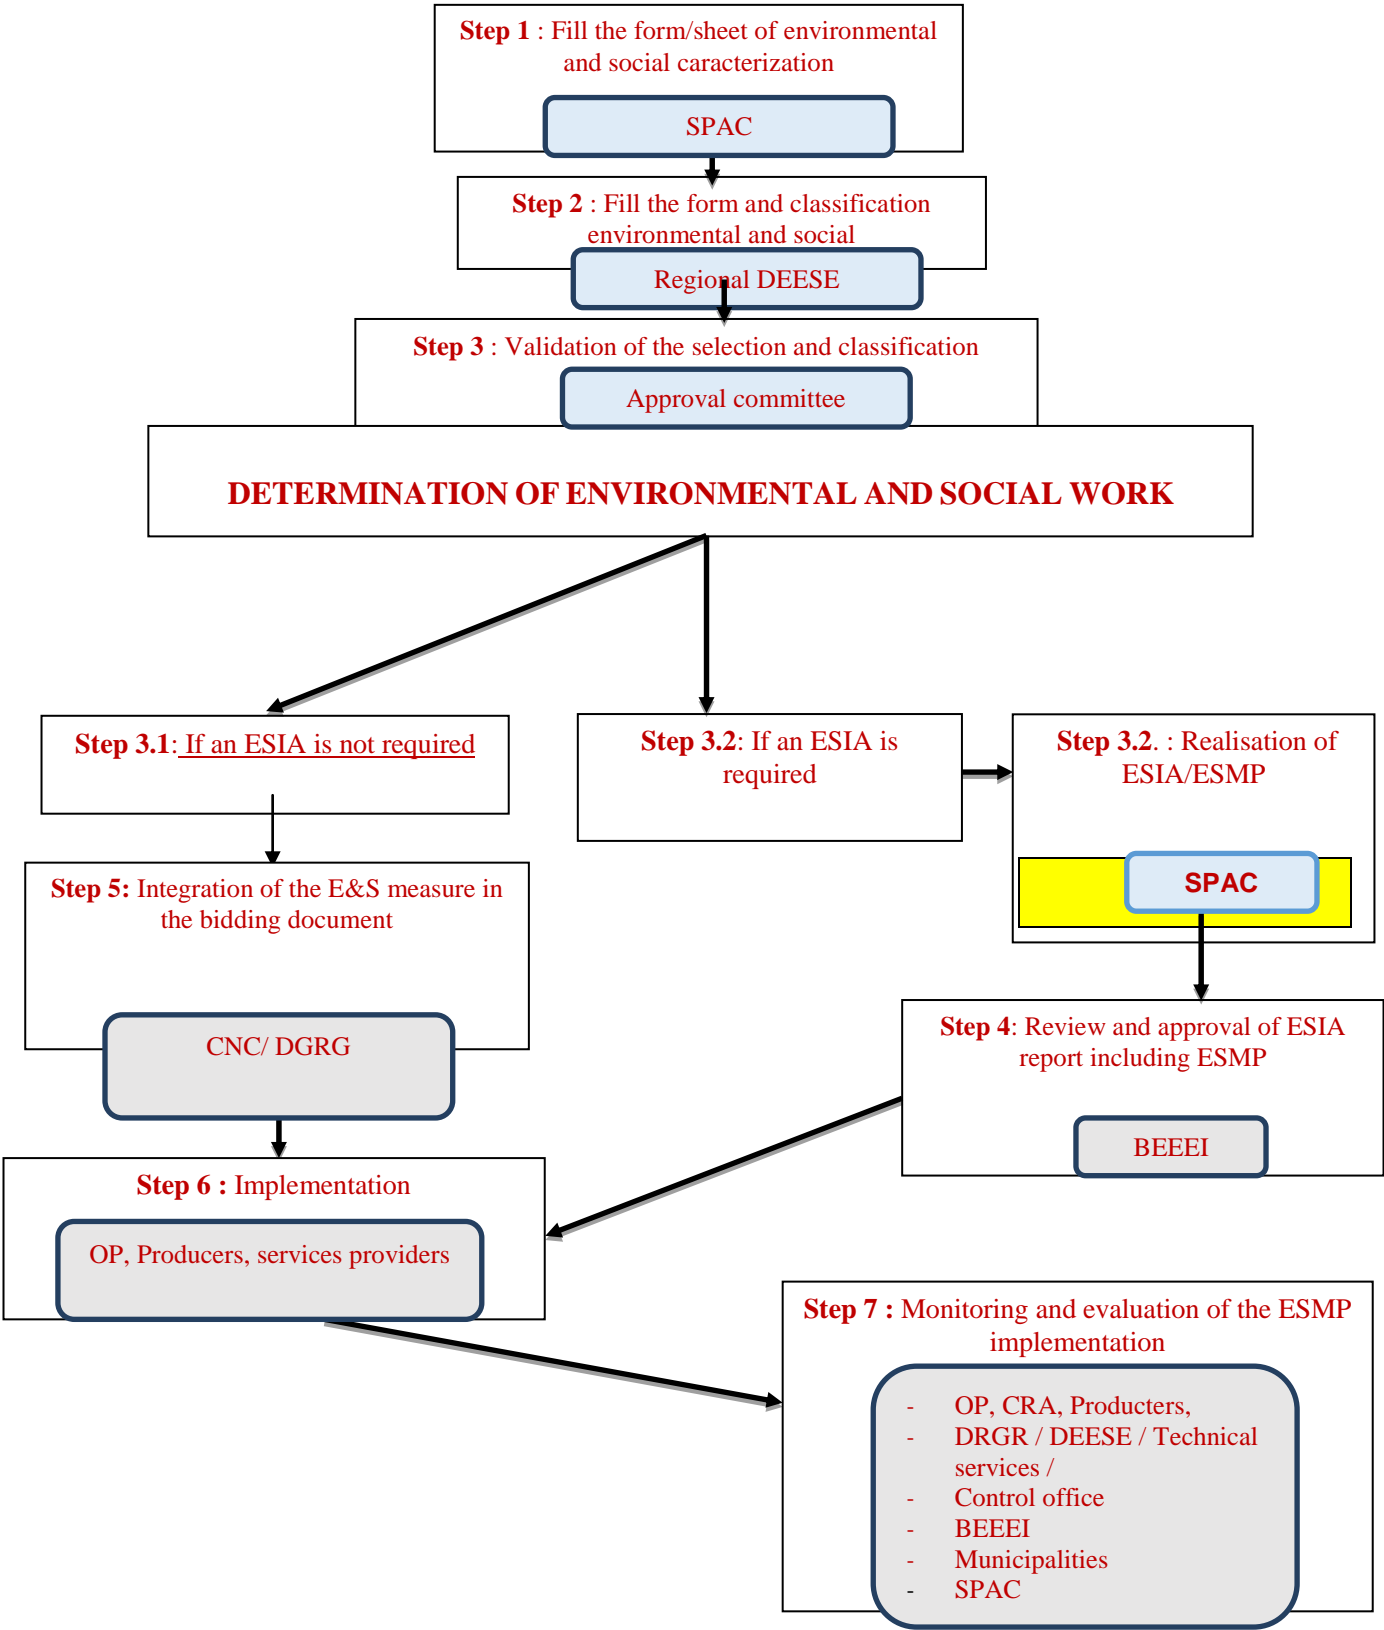 Step 1 : Fill the form/sheet of environmental
and social caracterization
SPAC
Step 2 : Fill the form and classification
environmental and social
Regional DEESE
Step 3 : Validation of the selection and classification
Approval committee
DETERMINATION OF ENVIRONMENTAL AND SOCIAL WORK
Step 3.1: If an ESIA is not required
Step 3.2: If an ESIA is
required
Step 3.2. : Realisation of
ESIA/ESMP
SPAC
Step 5: Integration of the E&S measure in
the bidding document
CNC/ DGRG
Step 4: Review and approval of ESIA
report including ESMP
BEEEI
Step 6 : Implementation
OP, Producers, services providers
Step 7 : Monitoring and evaluation of the ESMP
implementation
- OP, CRA, Producters,
- DRGR / DEESE / Technical
services /
- Control office
- BEEEI
- Municipalities
- SPAC